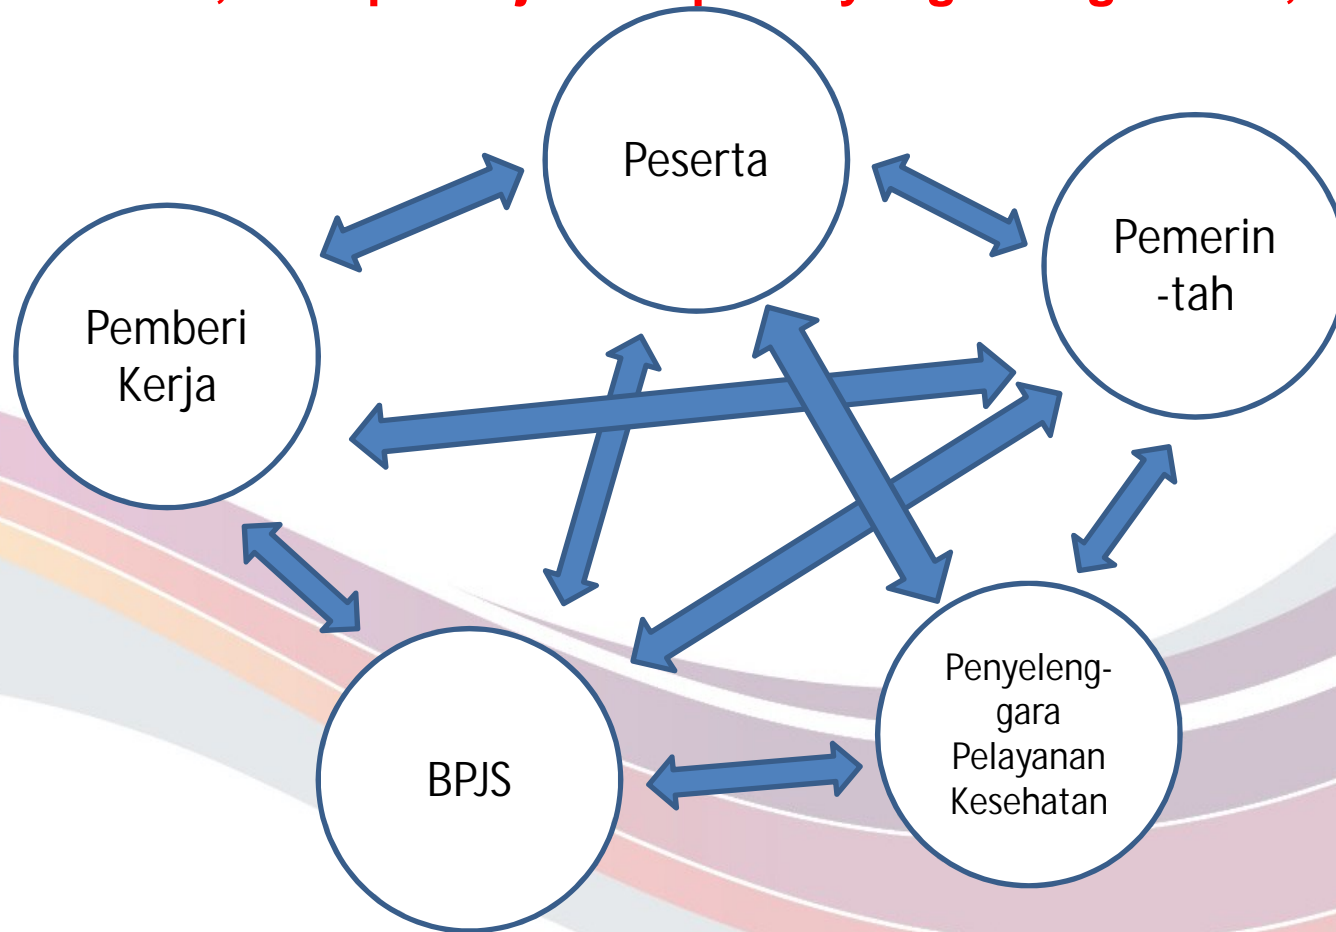 Peserta
Pemerin
-tah
Pemberi
Kerja
Penyeleng-
gara
Pelayanan
Kesehatan
BPJS